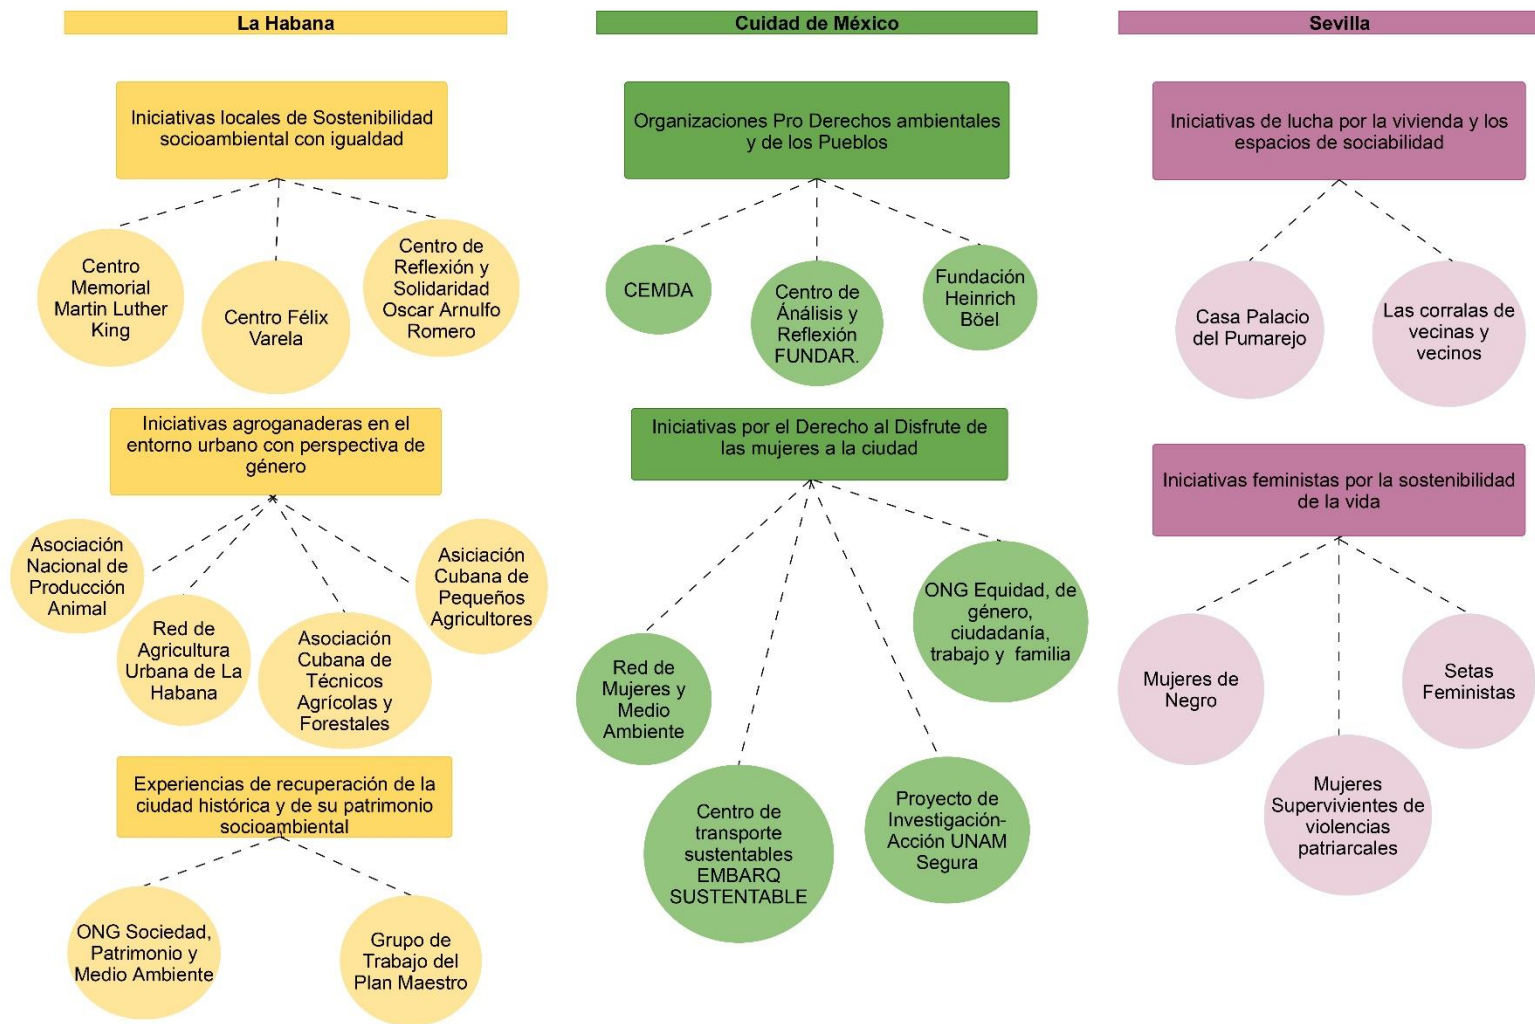 La Habana
Iniciativas locales de Sostenibilidad
socioambiental con igualdad
Centro
Memorial
Martin Luther
King
Centro Félix
Varela
Centro de
Reflexión y
Solidaridad
Oscar Arnulfo
Romero
Iniciativas agroganaderas en el
entorno urbano con perspectiva de
género
Asociación
Nacional de
Producción
Animal
Red de
Agricultura
Urbana de La
Habana
Asociación
Cubana de
Técnicos
Agrícolas y
Forestales
Asiciación
Cubana de
Pequeños
Agricultores
Experiencias de recuperación de la
ciudad histórica y de su patrimonio
socioambiental
ONG Sociedad,
Patrimonio y
Medio Ambiente
Grupo de
Trabajo del
Plan Maestro
Cuidad de México
Organizaciones Pro Derechos ambientales
y de los Pueblos
CEMDA
Centro de
Ánálisis y
Reflexión
FUNDAR.
Fundación
Heinrich
Böel
Iniciativas por el Derecho al Disfrute de
las mujeres a la ciudad
Red de
Mujeres y
Medio
Ambiente
Centro de
transporte
sustentables
EMBARQ
SUSTENTABLE
Proyecto de
Investigación-
Acción UNAM
Segura
ONG Equidad, de
género,
ciudadanía,
trabajo y familia
Sevilla
Iniciativas de lucha por la vivienda y los
espacios de sociabilidad
Casa Palacio
del Pumarejo
Las corralas de
vecinas y
vecinos
Iniciativas feministas por la sostenibilidad
de la vida
Mujeres de
Negro
Mujeres
Supervivientes de
violencias
patriarcales
Setas
Feministas